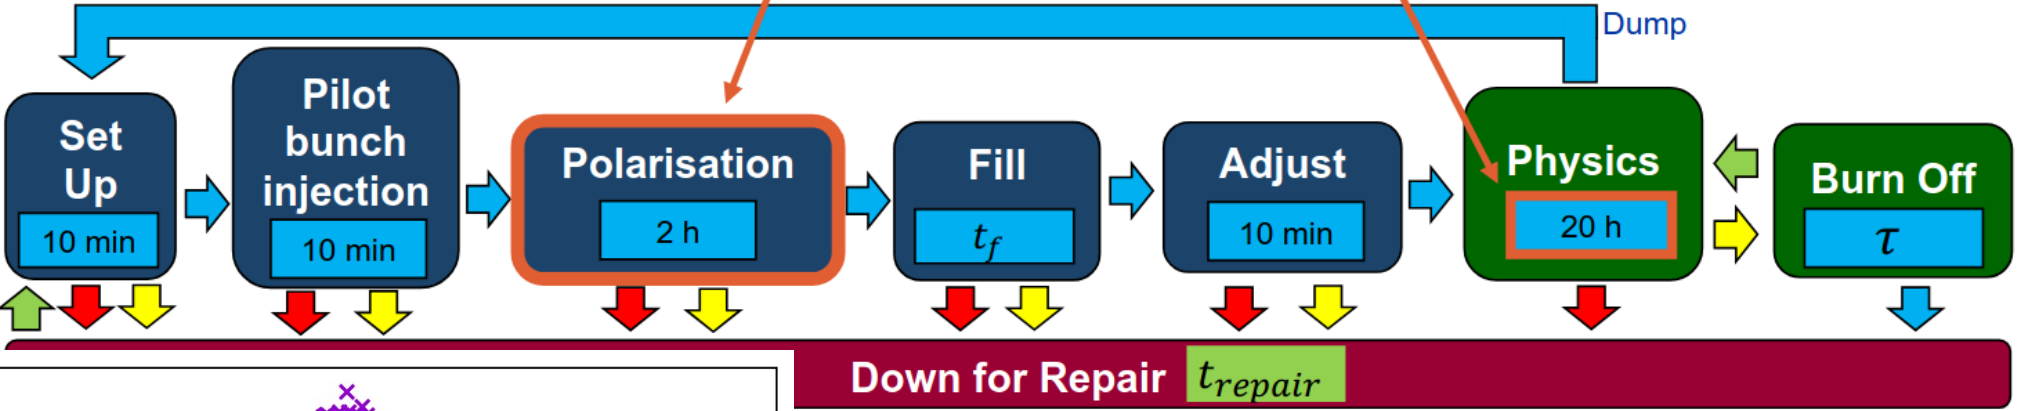 Dump
Set
Up
10 min
Pilot
bunch
injection
10 min
Polarisation
2 h
Fill
t_f
Adjust
10 min
Physics
20 h
Burn Off
τ
Down for Repair t_repair